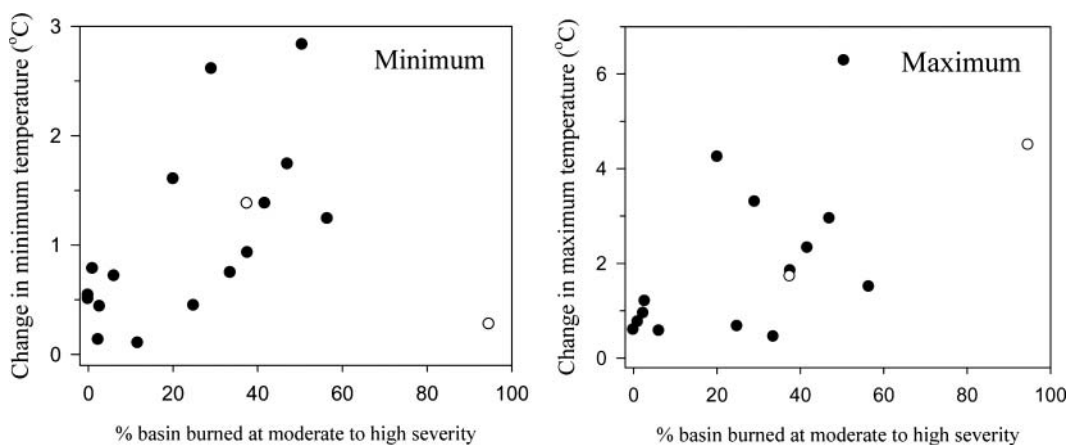 Minimum
Change in minimum temperature (°C)
3
2
1
0
0 20 40 60 80 100
% basin burned at moderate to high severity
Maximum
Change in maximum temperature (°C)
6
4
2
0
0 20 40 60 80 100
% basin burned at moderate to high severity